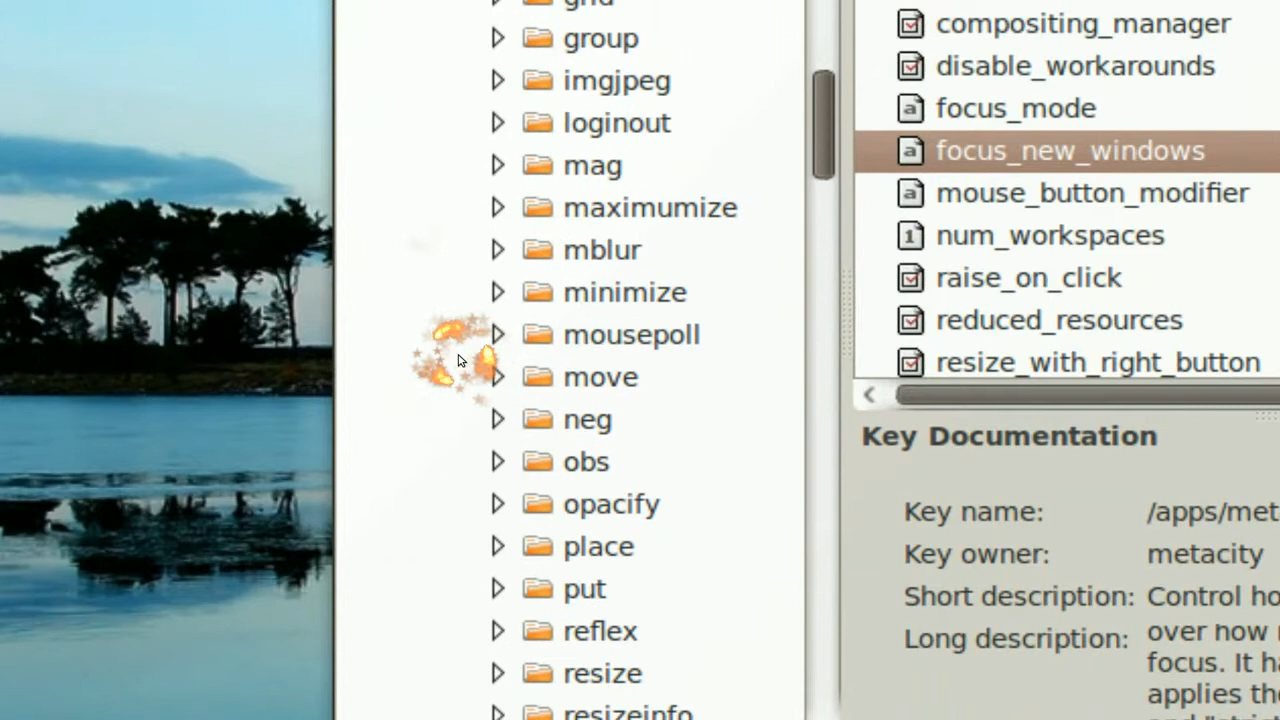 grid
group
imgjpeg
loginout
mag
maximumize
mblur
minimize
mousepoll
move
neg
obs
opacify
place
put
reflex
resize
resizeinfo
compositing_manager
disable_workarounds
focus_mode
focus_new_windows
mouse_button_modifier
num_workspaces
raise_on_click
reduced_resources
resize_with_right_button
Key Documentation
Key name: /apps/met
Key owner: metacity
Short description: Control ho
Long description: over how
focus. It ha
applies the